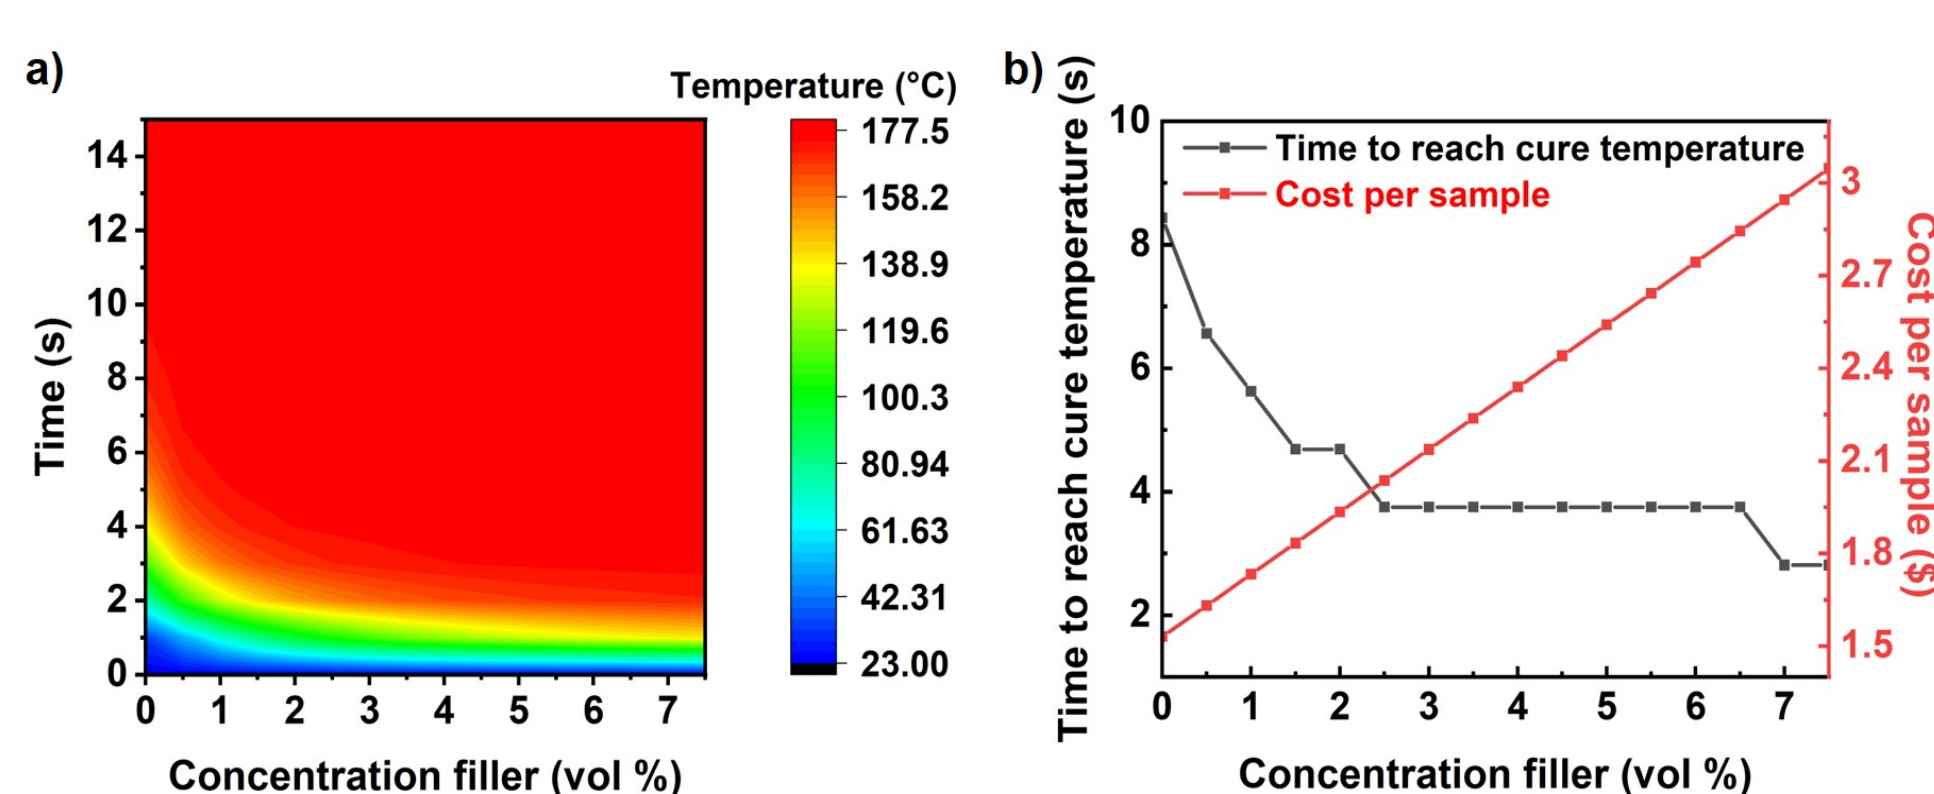 a)
Temperature (°C)
14
12
10
8
6
4
2
0
Time (s)
0 1 2 3 4 5 6 7
Concentration filler (vol %)
177.5
158.2
138.9
119.6
100.3
80.94
61.63
42.31
23.00
b)
Time to reach cure temperature (s)
10
8
6
4
2
Time to reach cure temperature
Cost per sample
3
2.7
2.4
2.1
1.8
1.5
Cost per sample ($)
0 1 2 3 4 5 6 7
Concentration filler (vol %)